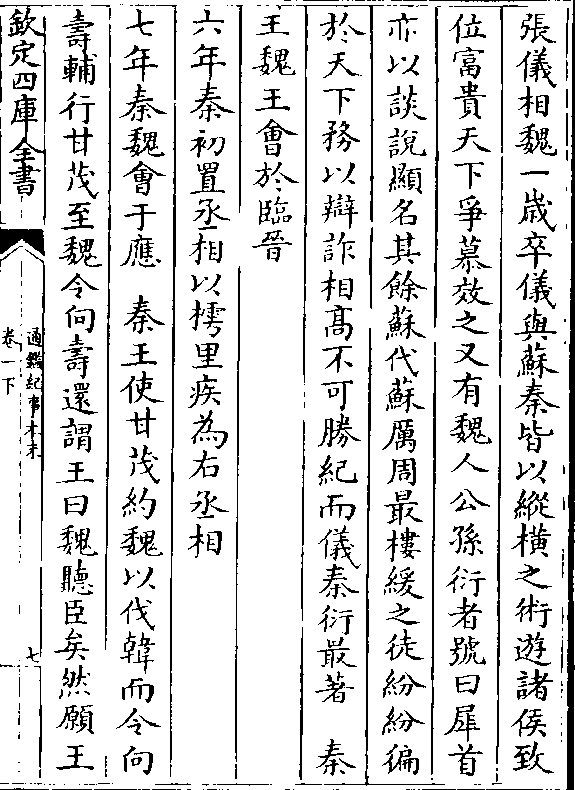 張儀相魏一歳卒儀與蘇秦皆以縱橫之術遊諸侯致
位富貴天下爭慕效之又有魏人公孫衍者號曰犀首
亦以談說顯名其餘蘇代蘇厲周最樓緩之徒紛紛徧
於天下務以辯詐相髙不可勝紀而儀秦衍最著　秦
王魏王會於臨晉
六年秦初置丞相以樗里疾為右丞相
七年秦魏會于應　秦王使甘茂約魏以伐韓而令向
壽輔行甘茂至魏令向壽還謂王曰魏聽臣矣然願王
欽定四庫全書
通鑑紀事本末
卷一下
七